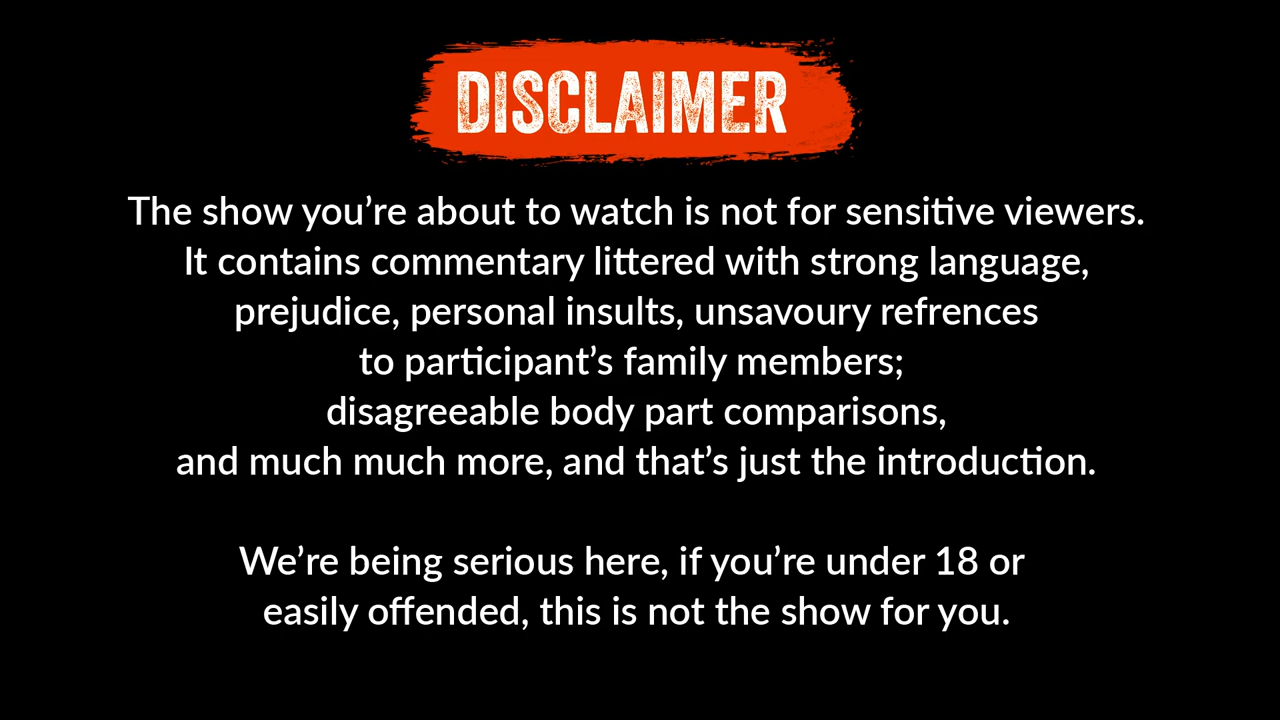 DISCLAIMER
The show you’re about to watch is not for sensitive viewers.
It contains commentary littered with strong language,
prejudice, personal insults, unsavoury refrences
to participant’s family members;
disagreeable body part comparisons,
and much much more, and that’s just the introduction.
We’re being serious here, if you’re under 18 or
easily offended, this is not the show for you.